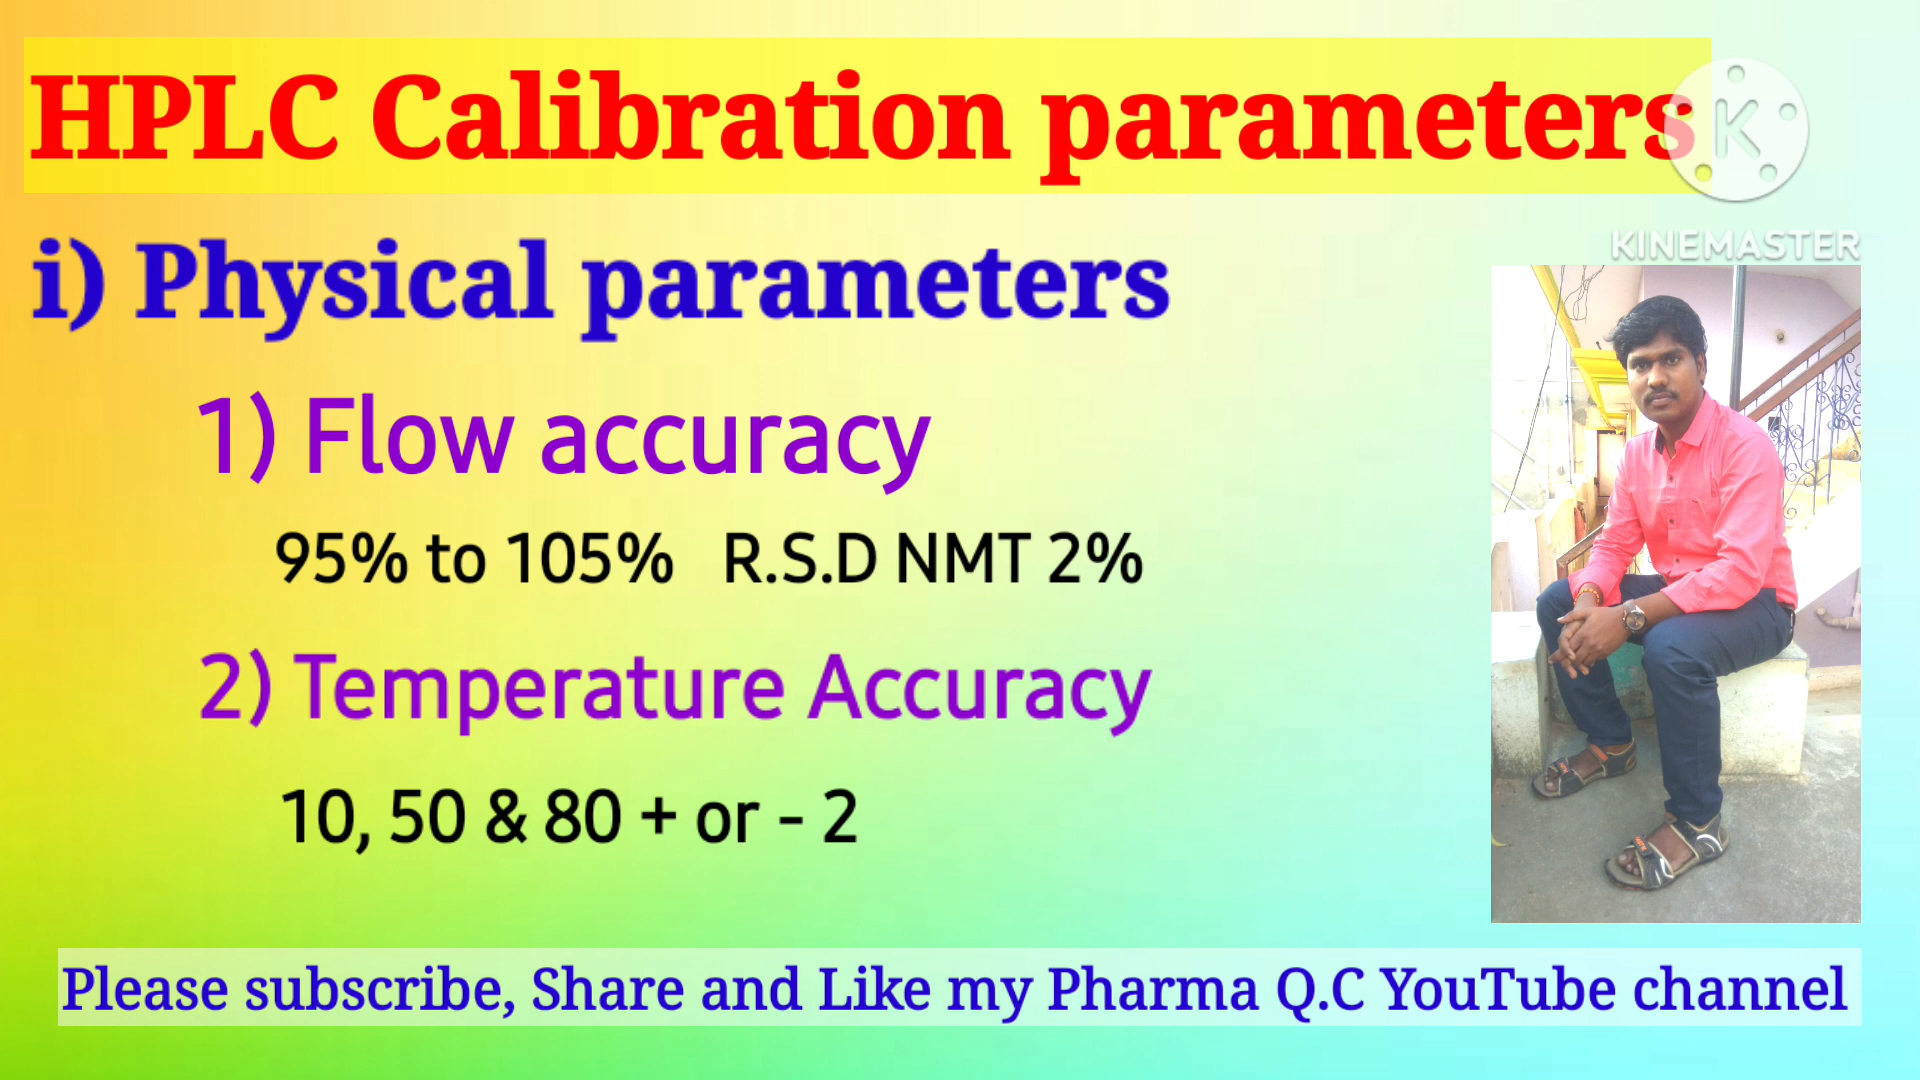 HPLC Calibration parameters
K
KINEMASTER
i) Physical parameters
1) Flow accuracy
95% to 105% R.S.D NMT 2%
2) Temperature Accuracy
10, 50 & 80 + or - 2
Please subscribe, Share and Like my Pharma Q.C YouTube channel